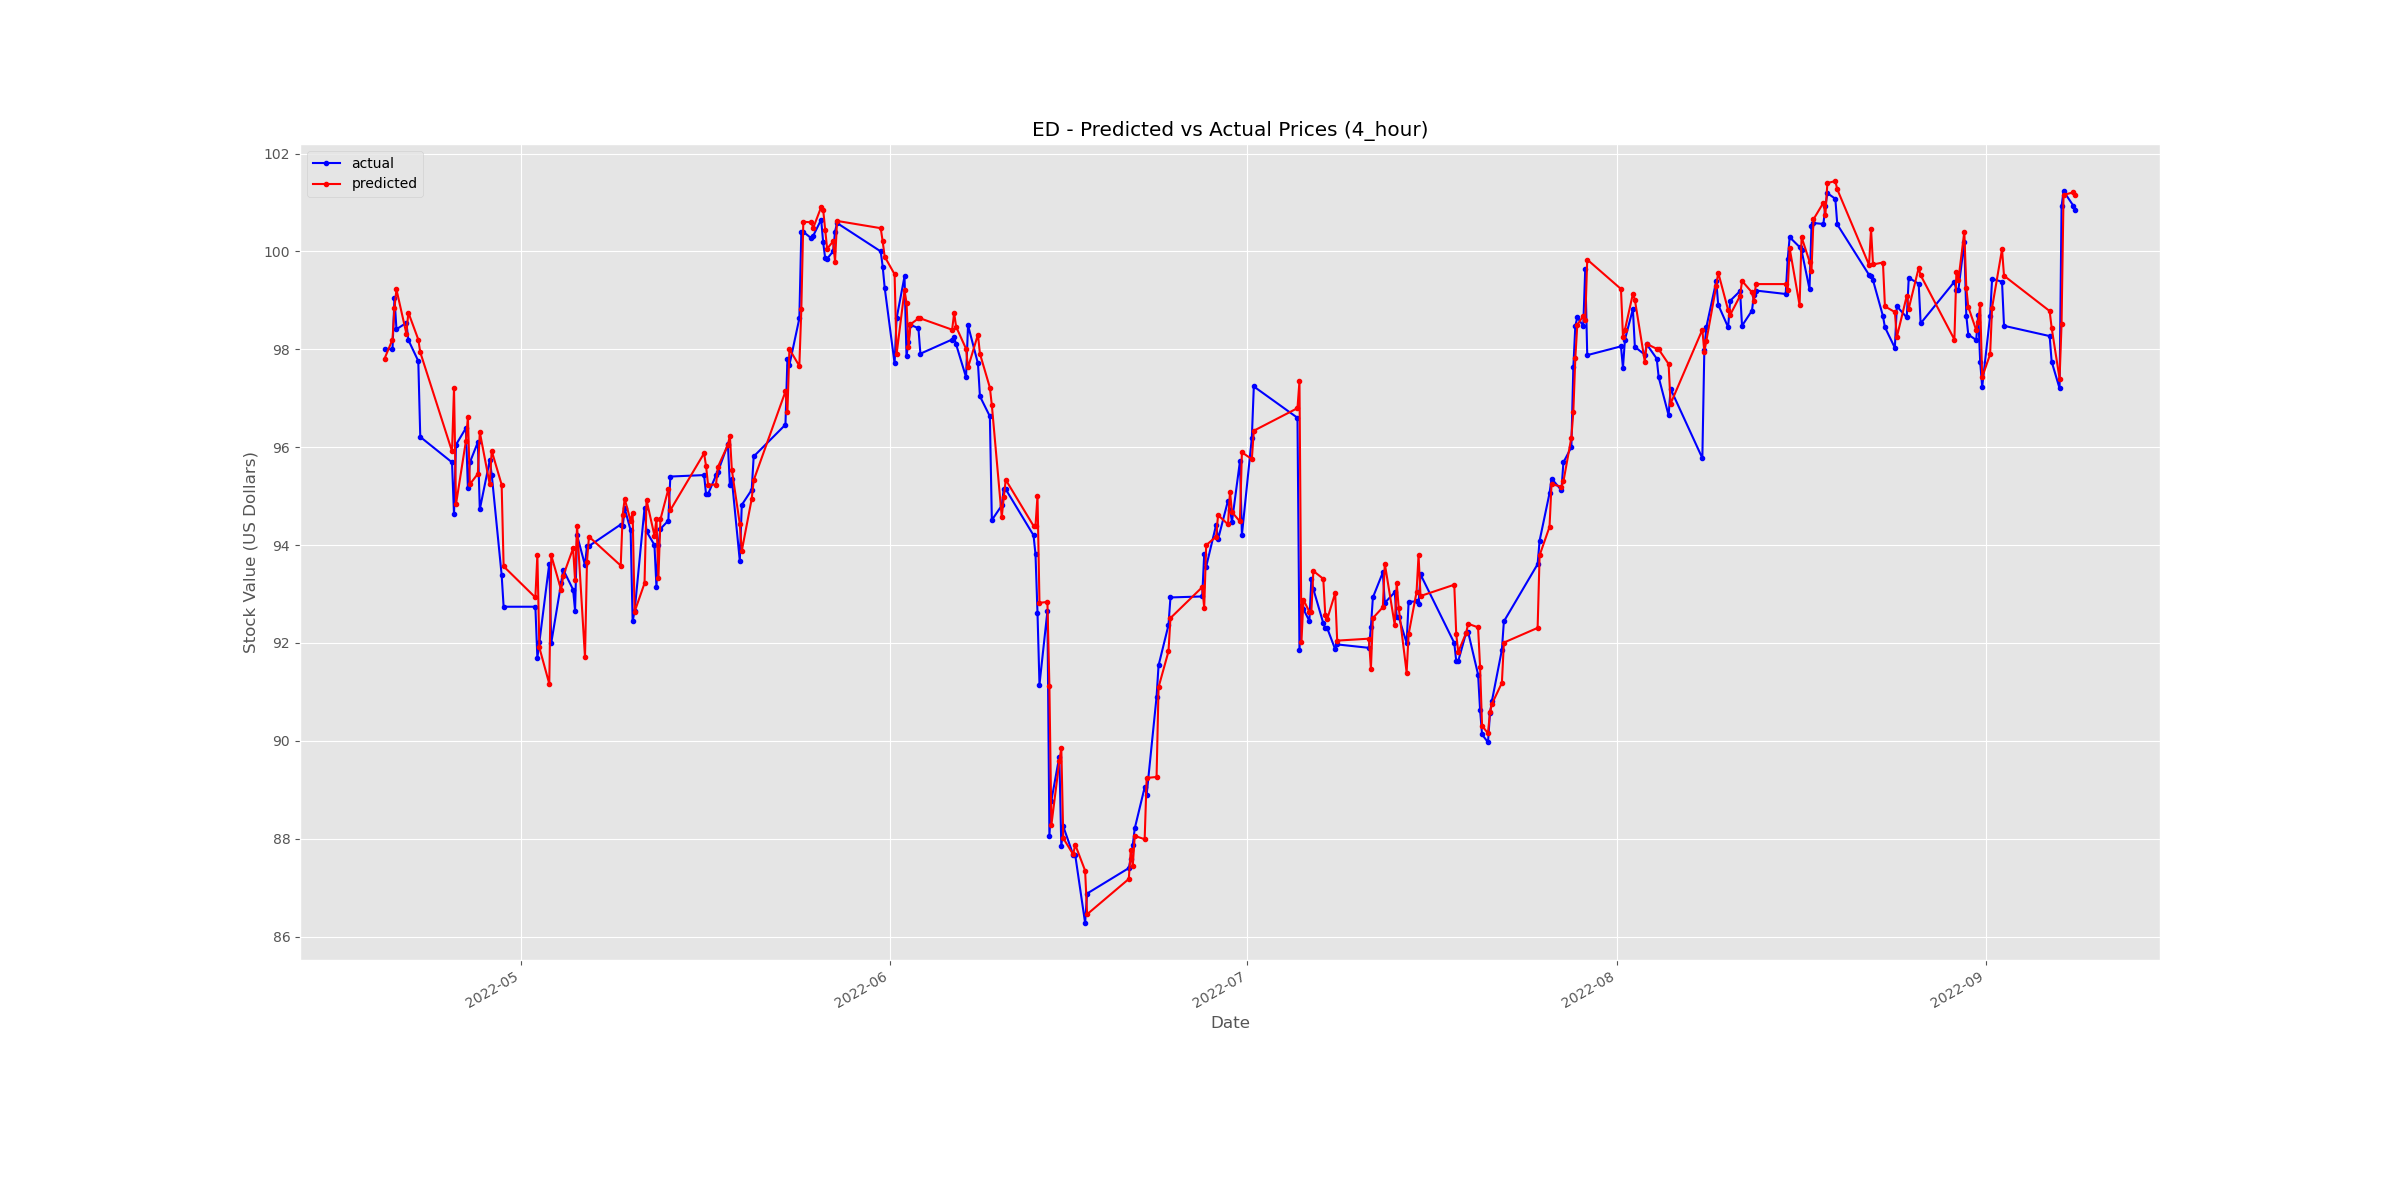 ED - Predicted vs Actual Prices (4_hour)
actual
predicted
102
100
98
96
94
92
90
88
86
Stock Value (US Dollars)
2022-05
2022-06
2022-07
2022-08
2022-09
Date